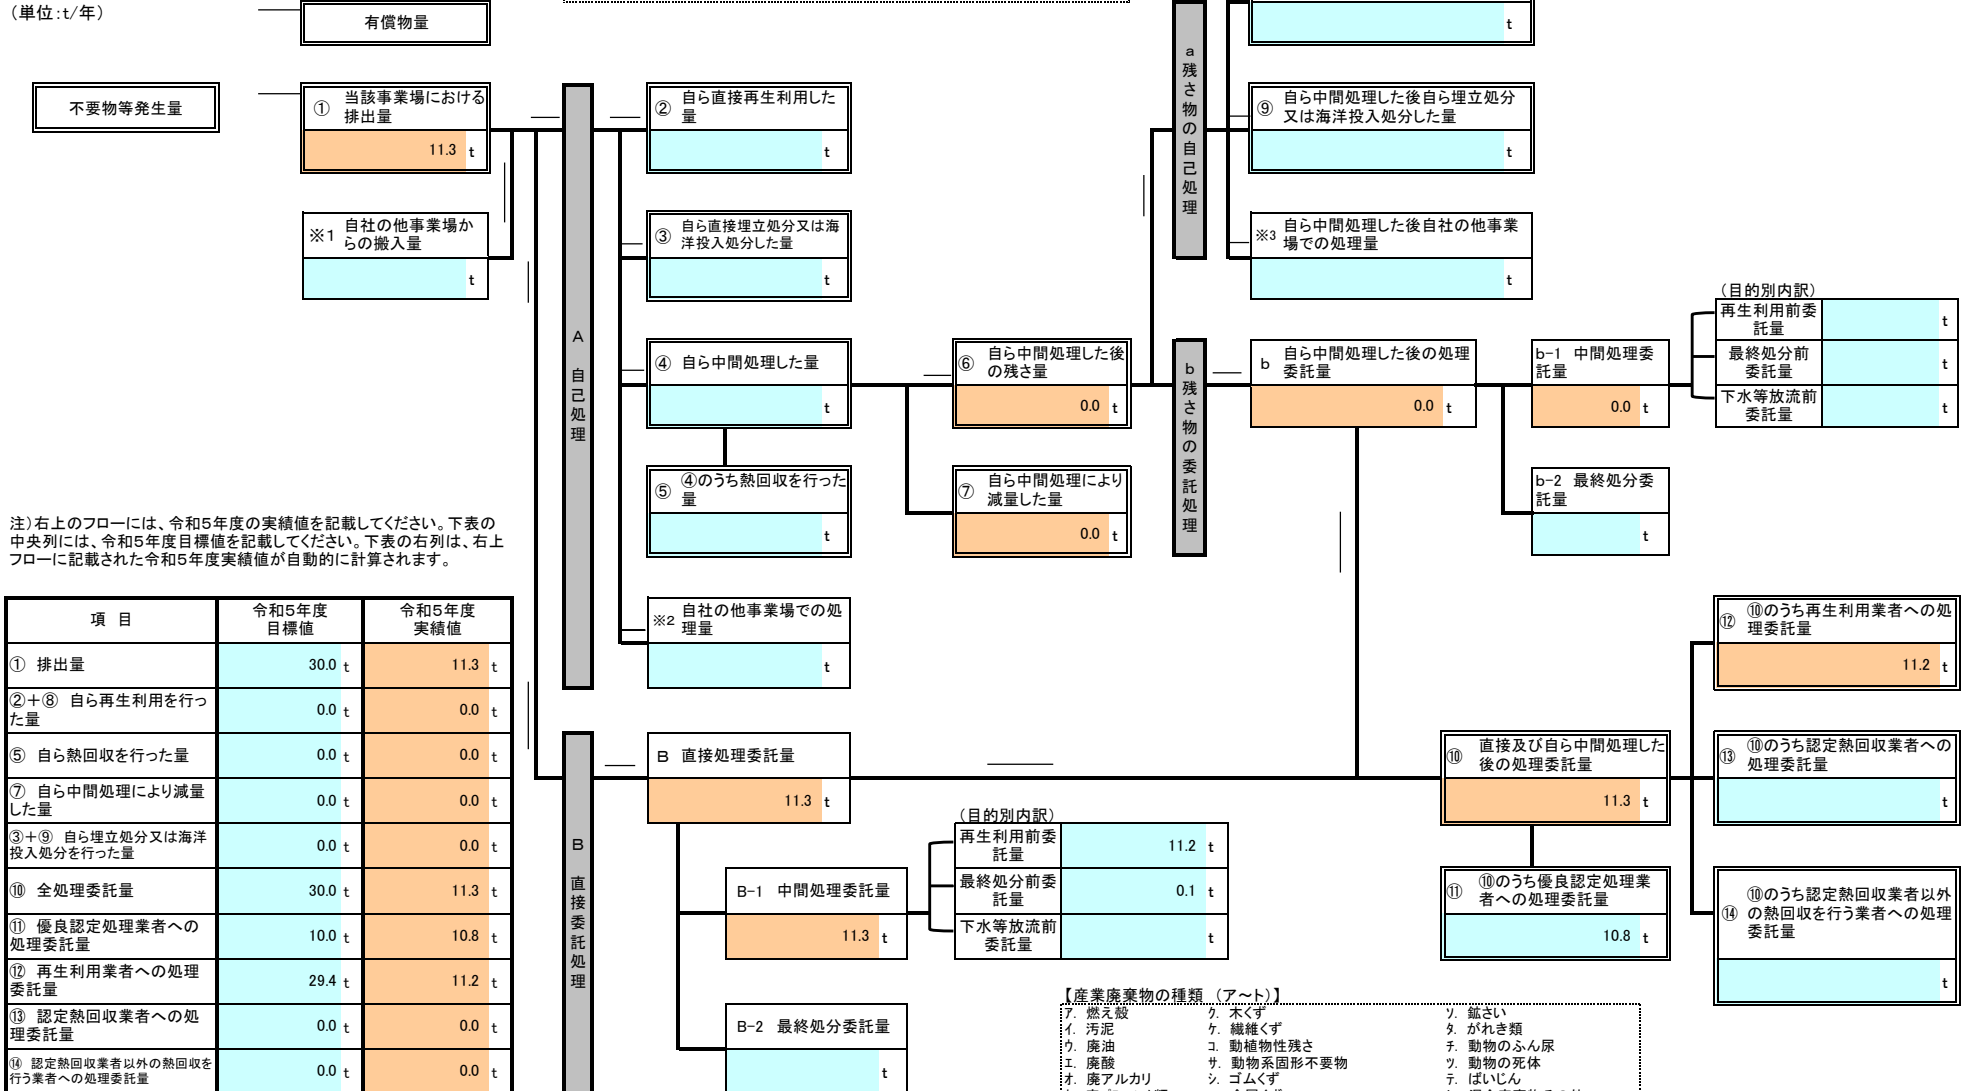 (単位:t/年)
有償物量
t
不要物等発生量
① 当該事業場における
排出量
11.3 t
※1 自社の他事業場か
らの搬入量
t
A 自己処理
② 自ら直接再生利用した
量
t
③ 自ら直接埋立処分又は海
洋投入処分した量
t
④ 自ら中間処理した量
t
⑤ ④のうち熱回収を行った
量
t
※2 自社の他事業場での処
理量
t
⑥ 自ら中間処理した後
の残さ量
0.0 t
⑦ 自ら中間処理により
減量した量
0.0 t
a 残さ物の自己処理
⑨ 自ら中間処理した後自ら埋立処分
又は海洋投入処分した量
t
※3 自ら中間処理した後自社の他事業
場での処理量
t
b 残さ物の委託処理
b 自ら中間処理した後の処理
委託量
0.0 t
b-1 中間処理委
託量
0.0 t
b-2 最終処分委
託量
t
(目的別内訳)
再生利用前委
託量 t
最終処分前
委託量 t
下水等放流前
委託量 t
注)右上のフローには、令和5年度の実績値を記載してください。下表の
中央列には、令和5年度目標値を記載してください。下表の右列は、右上
フローに記載された令和5年度実績値が自動的に計算されます。
項 目 令和5年度
目標値 令和5年度
実績値
① 排出量 30.0 t 11.3 t
②+⑧ 自ら再生利用を行っ
た量 0.0 t 0.0 t
⑤ 自ら熱回収を行った量 0.0 t 0.0 t
⑦ 自ら中間処理により減量
した量 0.0 t 0.0 t
③+⑨ 自ら埋立処分又は海洋
投入処分を行った量 0.0 t 0.0 t
⑩ 全処理委託量 30.0 t 11.3 t
⑪ 優良認定処理業者への
処理委託量 10.0 t 10.8 t
⑫ 再生利用業者への処理
委託量 29.4 t 11.2 t
⑬ 認定熱回収業者への処
理委託量 0.0 t 0.0 t
⑭ 認定熱回収業者以外の熱回収を
行う業者への処理委託量 0.0 t 0.0 t
B 直接委託処理
B 直接処理委託量
11.3 t
B-1 中間処理委託量
11.3 t
B-2 最終処分委託量
t
(目的別内訳)
再生利用前委
託量 11.2 t
最終処分前委
託量 0.1 t
下水等放流前
委託量 t
⑩ 直接及び自ら中間処理した
後の処理委託量
11.3 t
⑪ ⑩のうち優良認定処理業
者への処理委託量
10.8 t
⑫ ⑩のうち再生利用業者への処
理委託量
11.2 t
⑬ ⑩のうち認定熱回収業者への
処理委託量
t
⑭ ⑩のうち認定熱回収業者以外
の熱回収を行う業者への処理
委託量
t
【産業廃棄物の種類 (ア~ト)】
ア. 燃え殻 ク. 木くず ソ. 鉱さい
イ. 汚泥 ケ. 繊維くず タ. がれき類
ウ. 廃油 コ. 動植物性残さ チ. 動物のふん尿
エ. 廃酸 サ. 動物系固形不要物 ツ. 動物の死体
オ. 廃アルカリ シ. ゴムくず テ. ばいじん